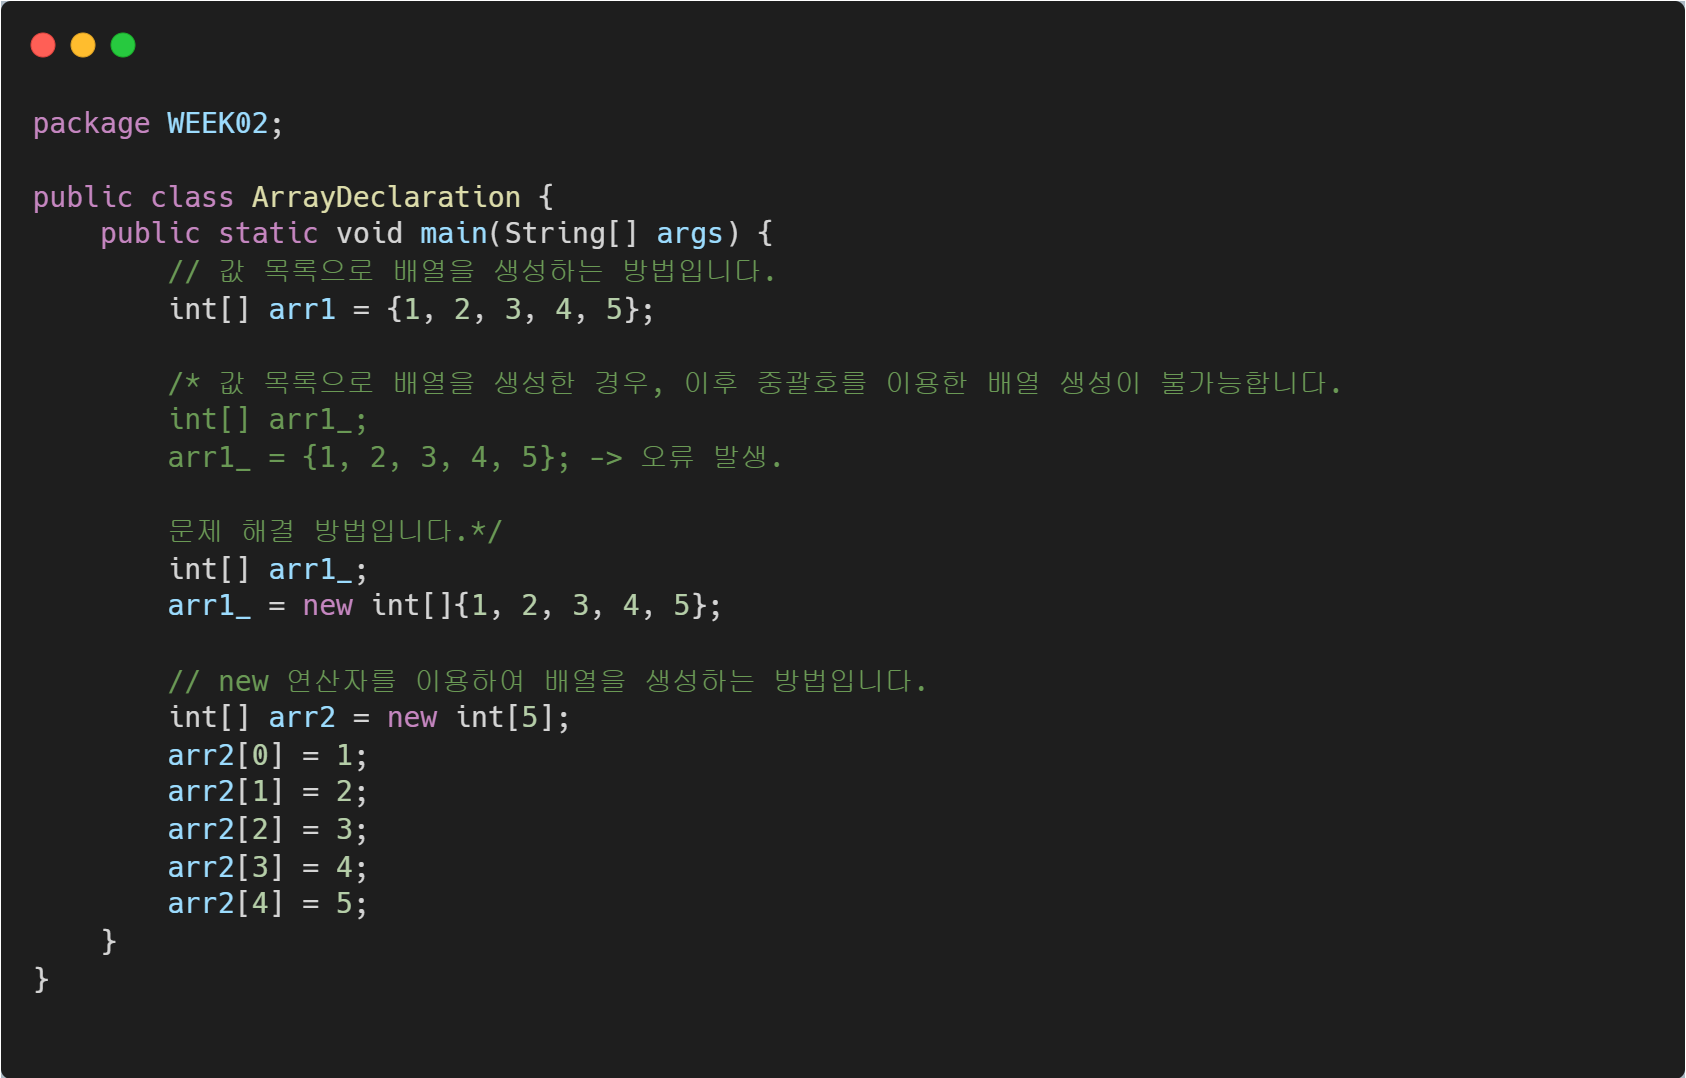 package WEEK02;
public class ArrayDeclaration {
public static void main(String[] args) {
// 값 목록으로 배열을 생성하는 방법입니다.
int[] arr1 = {1, 2, 3, 4, 5};
/* 값 목록으로 배열을 생성한 경우, 이후 중괄호를 이용한 배열 생성이 불가능합니다.
int[] arr1_;
arr1_ = {1, 2, 3, 4, 5}; -> 오류 발생.
문제 해결 방법입니다.*/
int[] arr1_;
arr1_ = new int[]{1, 2, 3, 4, 5};
// new 연산자를 이용하여 배열을 생성하는 방법입니다.
int[] arr2 = new int[5];
arr2[0] = 1;
arr2[1] = 2;
arr2[2] = 3;
arr2[3] = 4;
arr2[4] = 5;
}
}